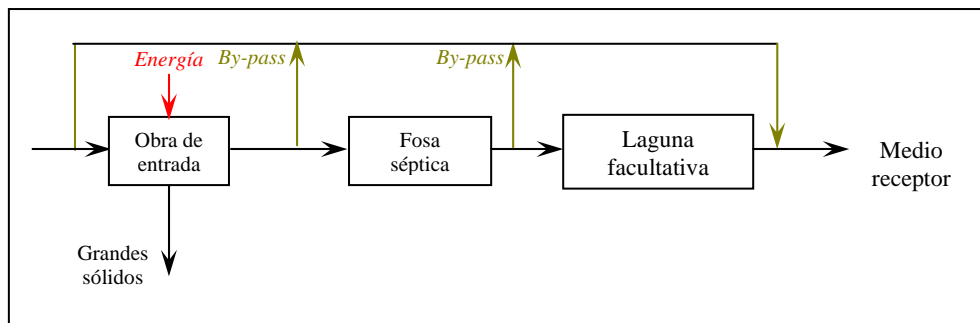 Energía
By-pass
By-pass
Obra de
entrada
Fosa
séptica
Laguna
facultativa
Medio
receptor
Grandes
sólidos